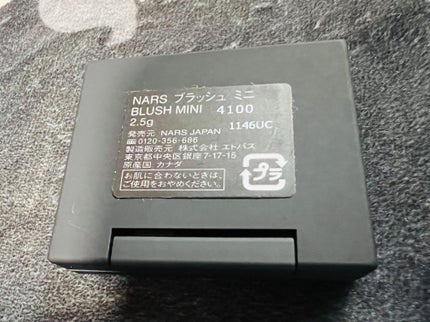 NARS ブラッシュ ミニ
BLUSH MINI 4100
2.5g 1146UC
発売元 NARS JAPAN
0120-356-686
製造販売元 株式会社 エトバス
東京都中央区銀座7-17-15
原産国 カナダ
お肌に合わないときは、
ご使用をおやめください。
プラ